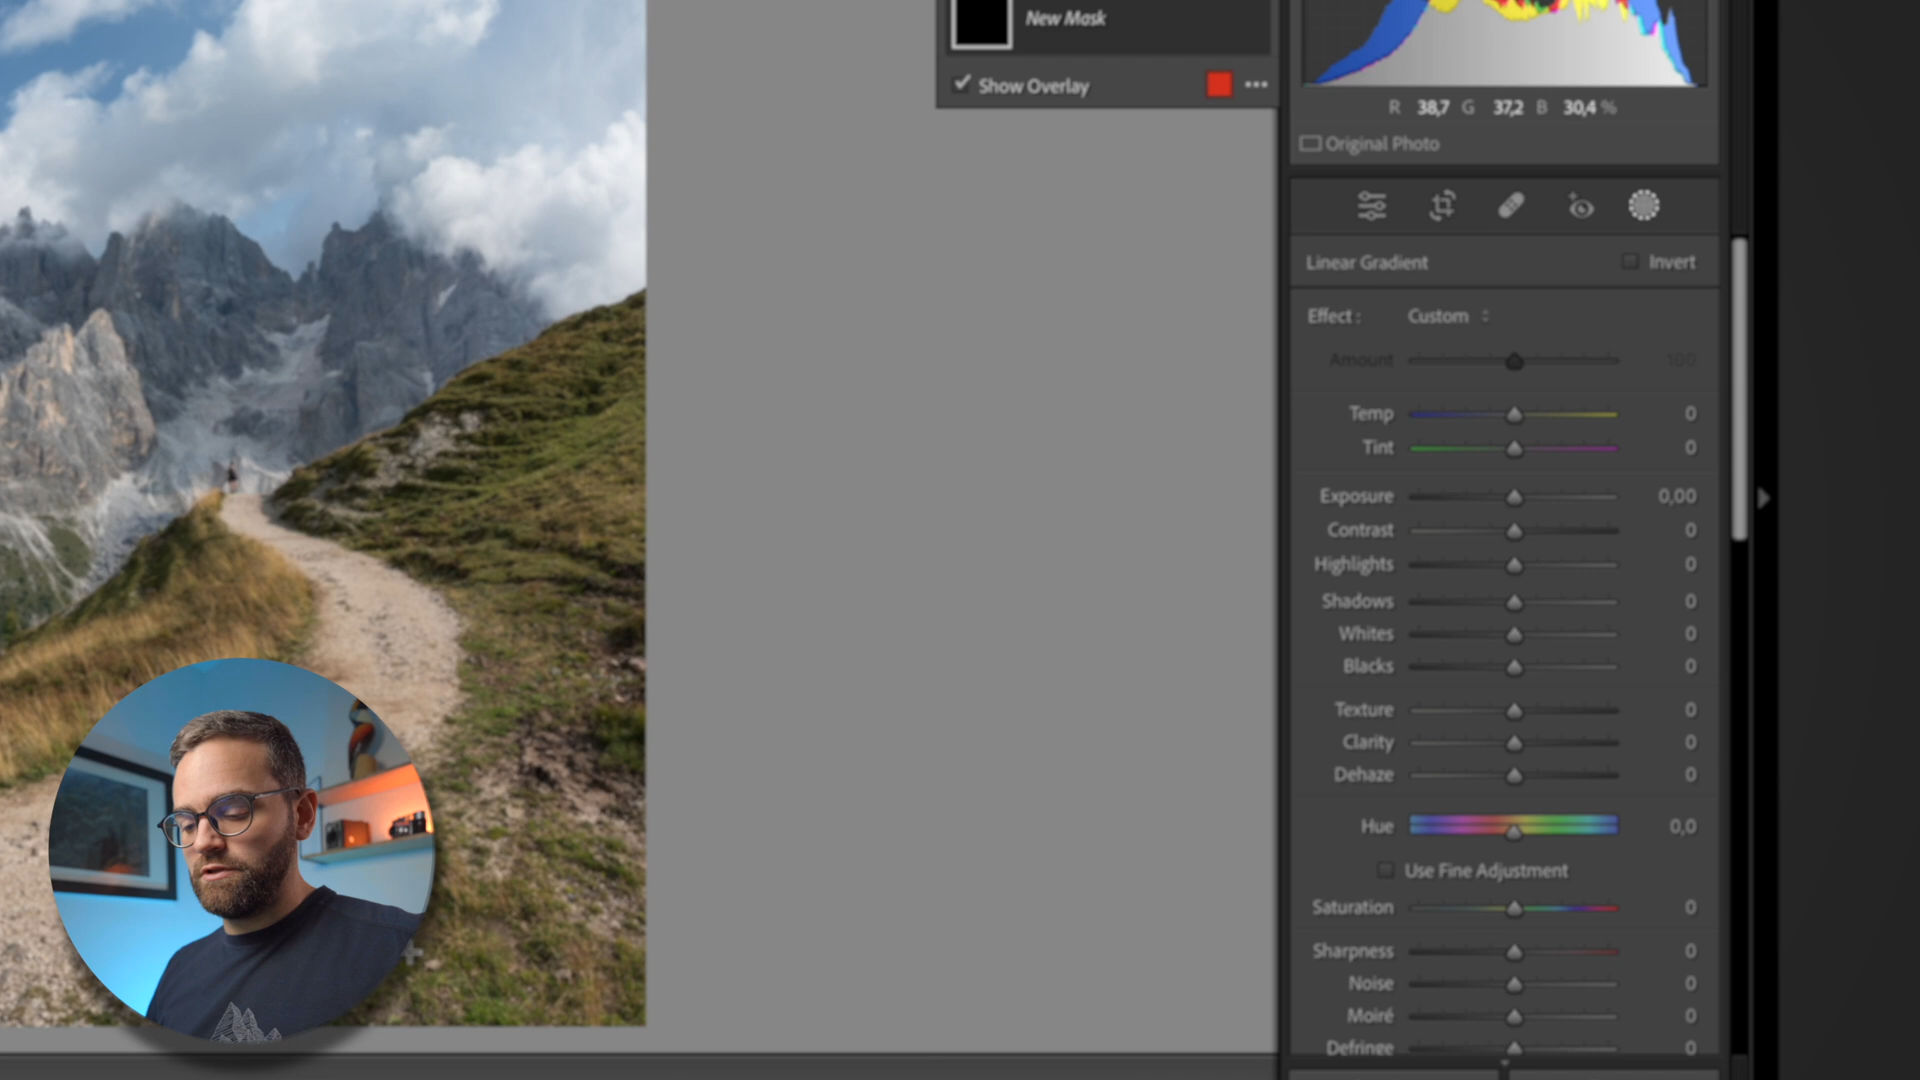 New Mask
Show Overlay
R 38,7 G 37,2 B 30,4 %
Original Photo
Linear Gradient Invert
Effect : Custom
Amount 100
Temp 0
Tint 0
Exposure 0,00
Contrast 0
Highlights 0
Shadows 0
Whites 0
Blacks 0
Texture 0
Clarity 0
Dehaze 0
Hue 0,0
Use Fine Adjustment
Saturation 0
Sharpness 0
Noise 0
Moiré 0
Defringe 0